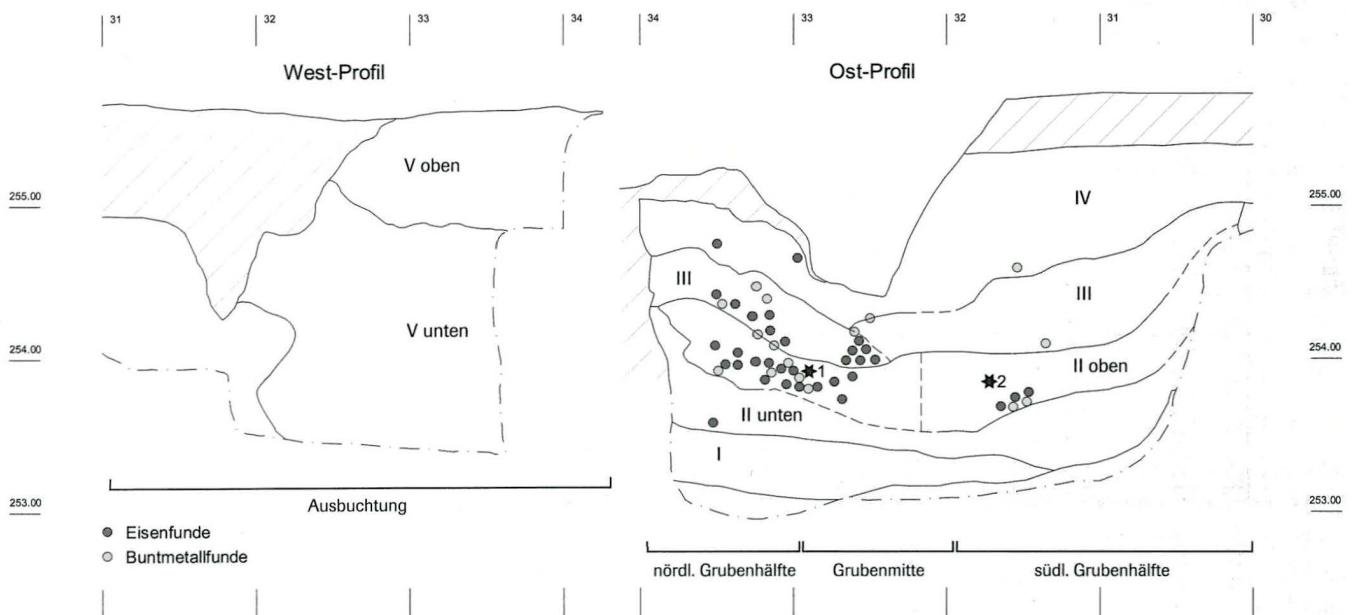 31 32 33 34 34 33 32 31 30
West-Profil Ost-Profil
V oben
255.00 IV 255.00
III III
V unten
254.00 254.00
1 2 II oben
II unten
I
253.00 253.00
Ausbuchtung
Eisenfunde
Buntmetallfunde
nördl. Grubenhälfte Grubenmitte südl. Grubenhälfte